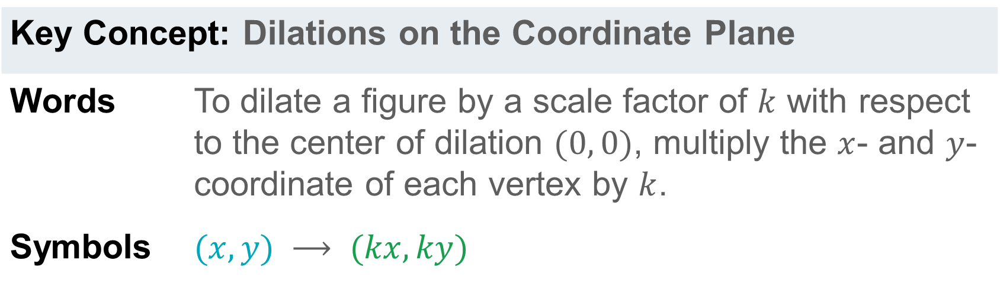 Key Concept: Dilations on the Coordinate Plane
Words To dilate a figure by a scale factor of k with respect
to the center of dilation (0, 0), multiply the x- and y-
coordinate of each vertex by k.
Symbols (x, y) ⟶ (kx, ky)